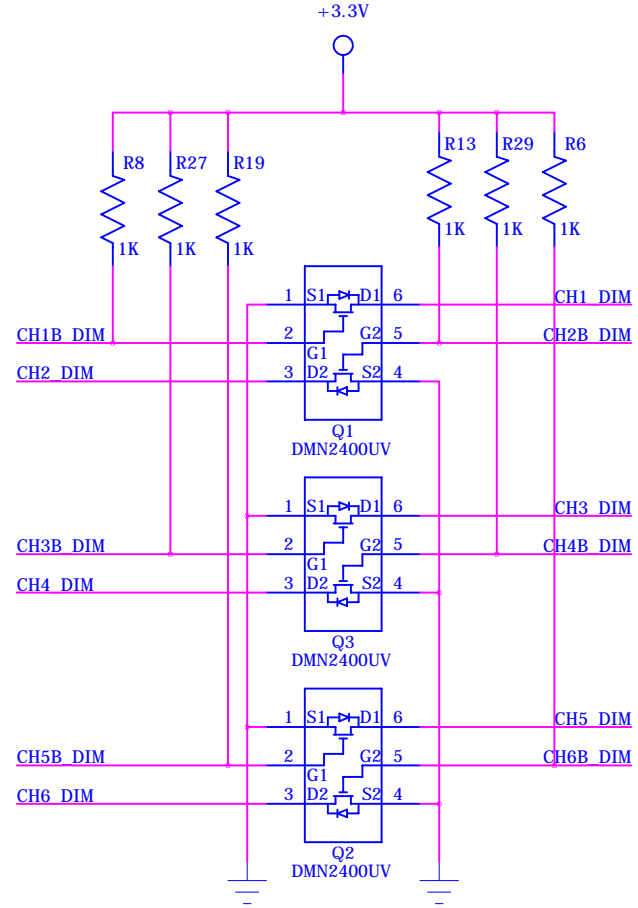 +3.3V
R8 R27 R19 R13 R29 R6
1K 1K 1K 1K 1K 1K
1 S1 D1 6 CH1_DIM
CH1B_DIM 2 G1 G2 5 CH2B_DIM
CH2_DIM 3 D2 S2 4
Q1
DMN2400UV
1 S1 D1 6 CH3_DIM
CH3B_DIM 2 G1 G2 5 CH4B_DIM
CH4_DIM 3 D2 S2 4
Q3
DMN2400UV
1 S1 D1 6 CH5_DIM
CH5B_DIM 2 G1 G2 5 CH6B_DIM
CH6_DIM 3 D2 S2 4
Q2
DMN2400UV